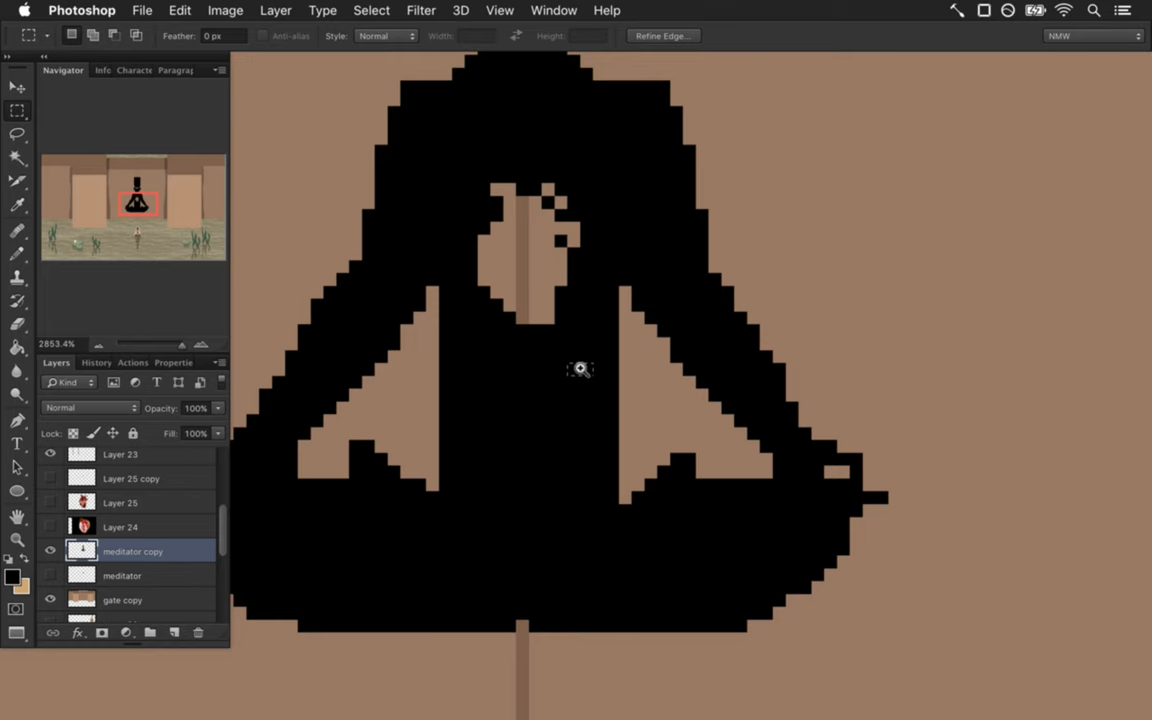 Photoshop File Edit Image Layer Type Select Filter 3D View Window Help
Feather: 0 px Anti-alias Style: Normal Width: Height: Refine Edge... NMW
Navigator Info Characte Paragraj
2853.4%
Layers History Actions Propertie
Kind
Normal Opacity: 100%
Lock: Fill: 100%
Layer 23
Layer 25 copy
Layer 25
Layer 24
meditator copy
meditator
gate copy
fx